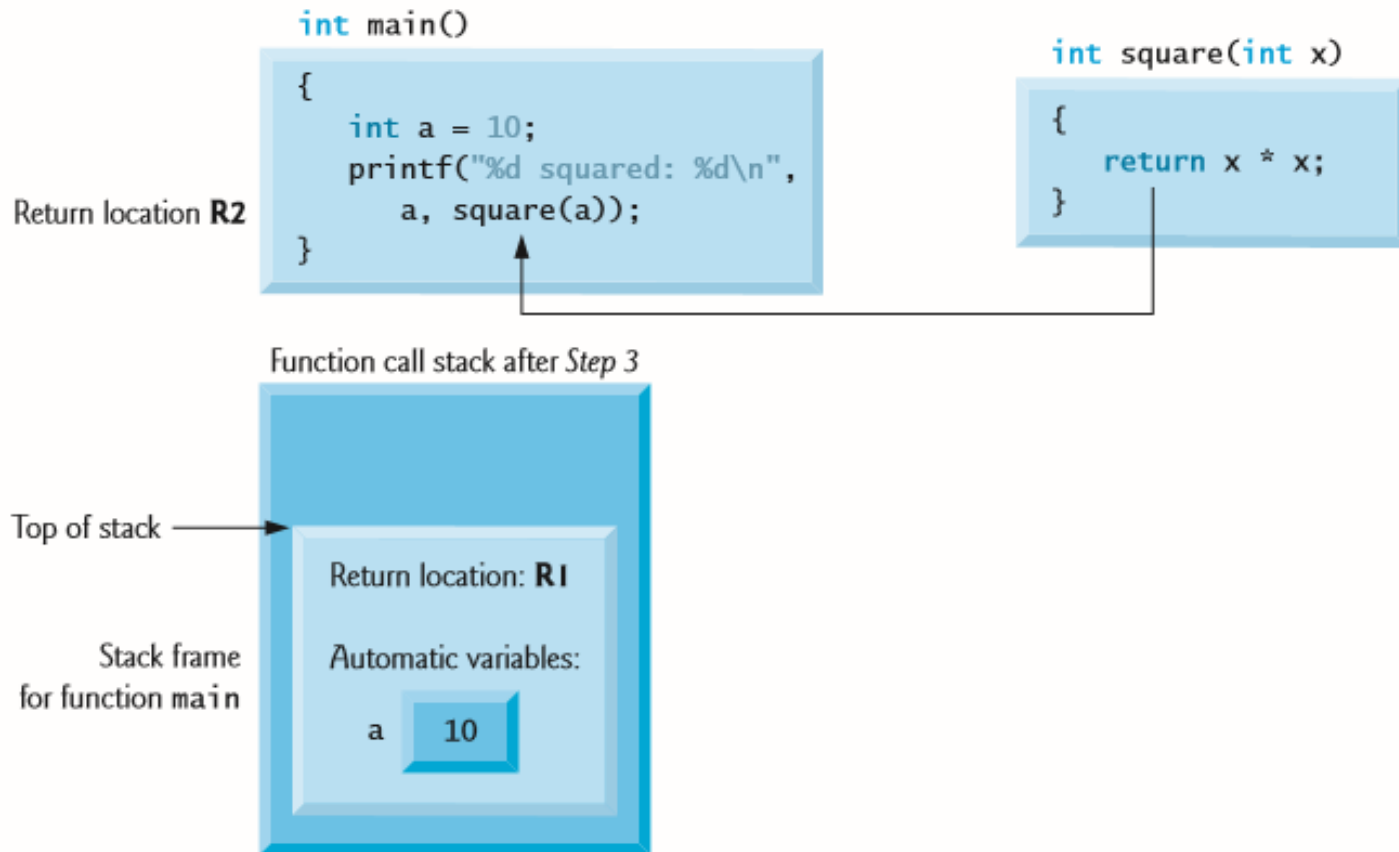 int main()
{
int a = 10;
printf("%d squared: %d\n",
a, square(a));
}
Return location R2
int square(int x)
{
return x * x;
}
Function call stack after Step 3
Top of stack
Return location: R1
Stack frame
for function main
Automatic variables:
a 10